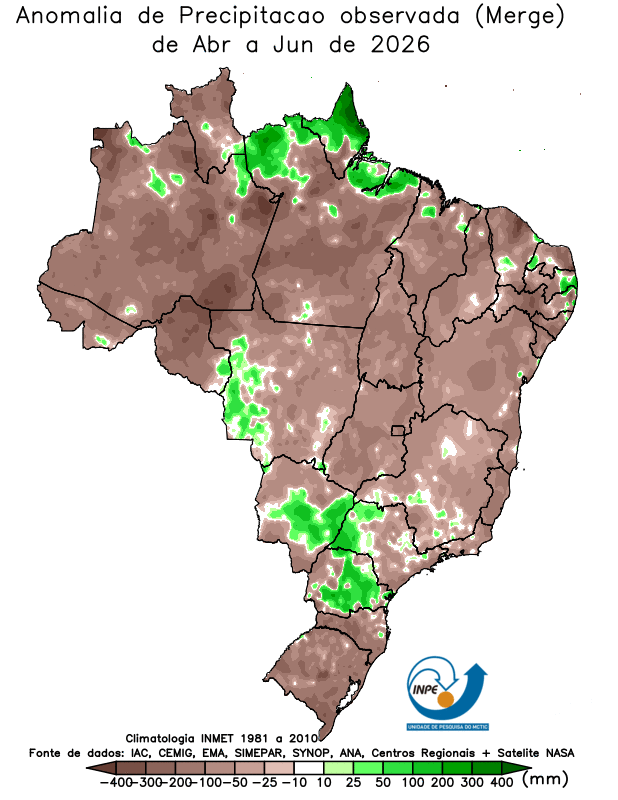 Anomalia de Precipitacao observada (Merge)
de Abr a Jun de 2026
INPE
UNIDADE DE PESQUISA DO MCTIC
Climatologia INMET 1981 a 2010
Fonte de dados: IAC, CEMIG, EMA, SIMEPAR, SYNOP, ANA, Centros Regionais + Satelite NASA
-400 -300 -200 -100 -50 -25 -10 10 25 50 100 200 300 400 (mm)